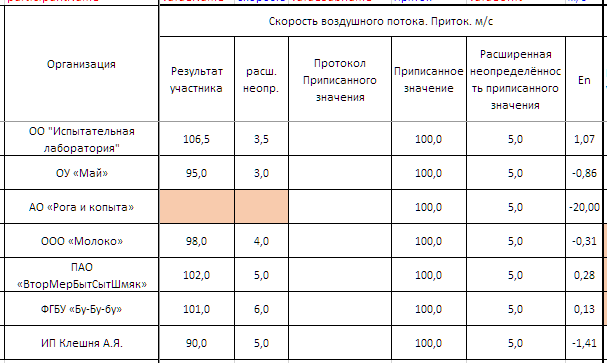 Скорость воздушного потока. Приток. м/с
Организация
Результат
участника
расш.
неопр.
Протокол
Приписанного
значения
Приписанное
значение
Расширенная
неопределённос
ть приписанного
значения
En
ОО "Испытательная
лаборатория"
106,5 3,5 100,0 5,0 1,07
ОУ «Май» 95,0 3,0 100,0 5,0 -0,86
АО «Рога и копыта» 100,0 5,0 -20,00
ООО «Молоко» 98,0 4,0 100,0 5,0 -0,31
ПАО
«ВторМерБытСытШмяк»
102,0 5,0 100,0 5,0 0,28
ФГБУ «Бу-Бу-бу» 101,0 6,0 100,0 5,0 0,13
ИП Клешня А.Я. 90,0 5,0 100,0 5,0 -1,41